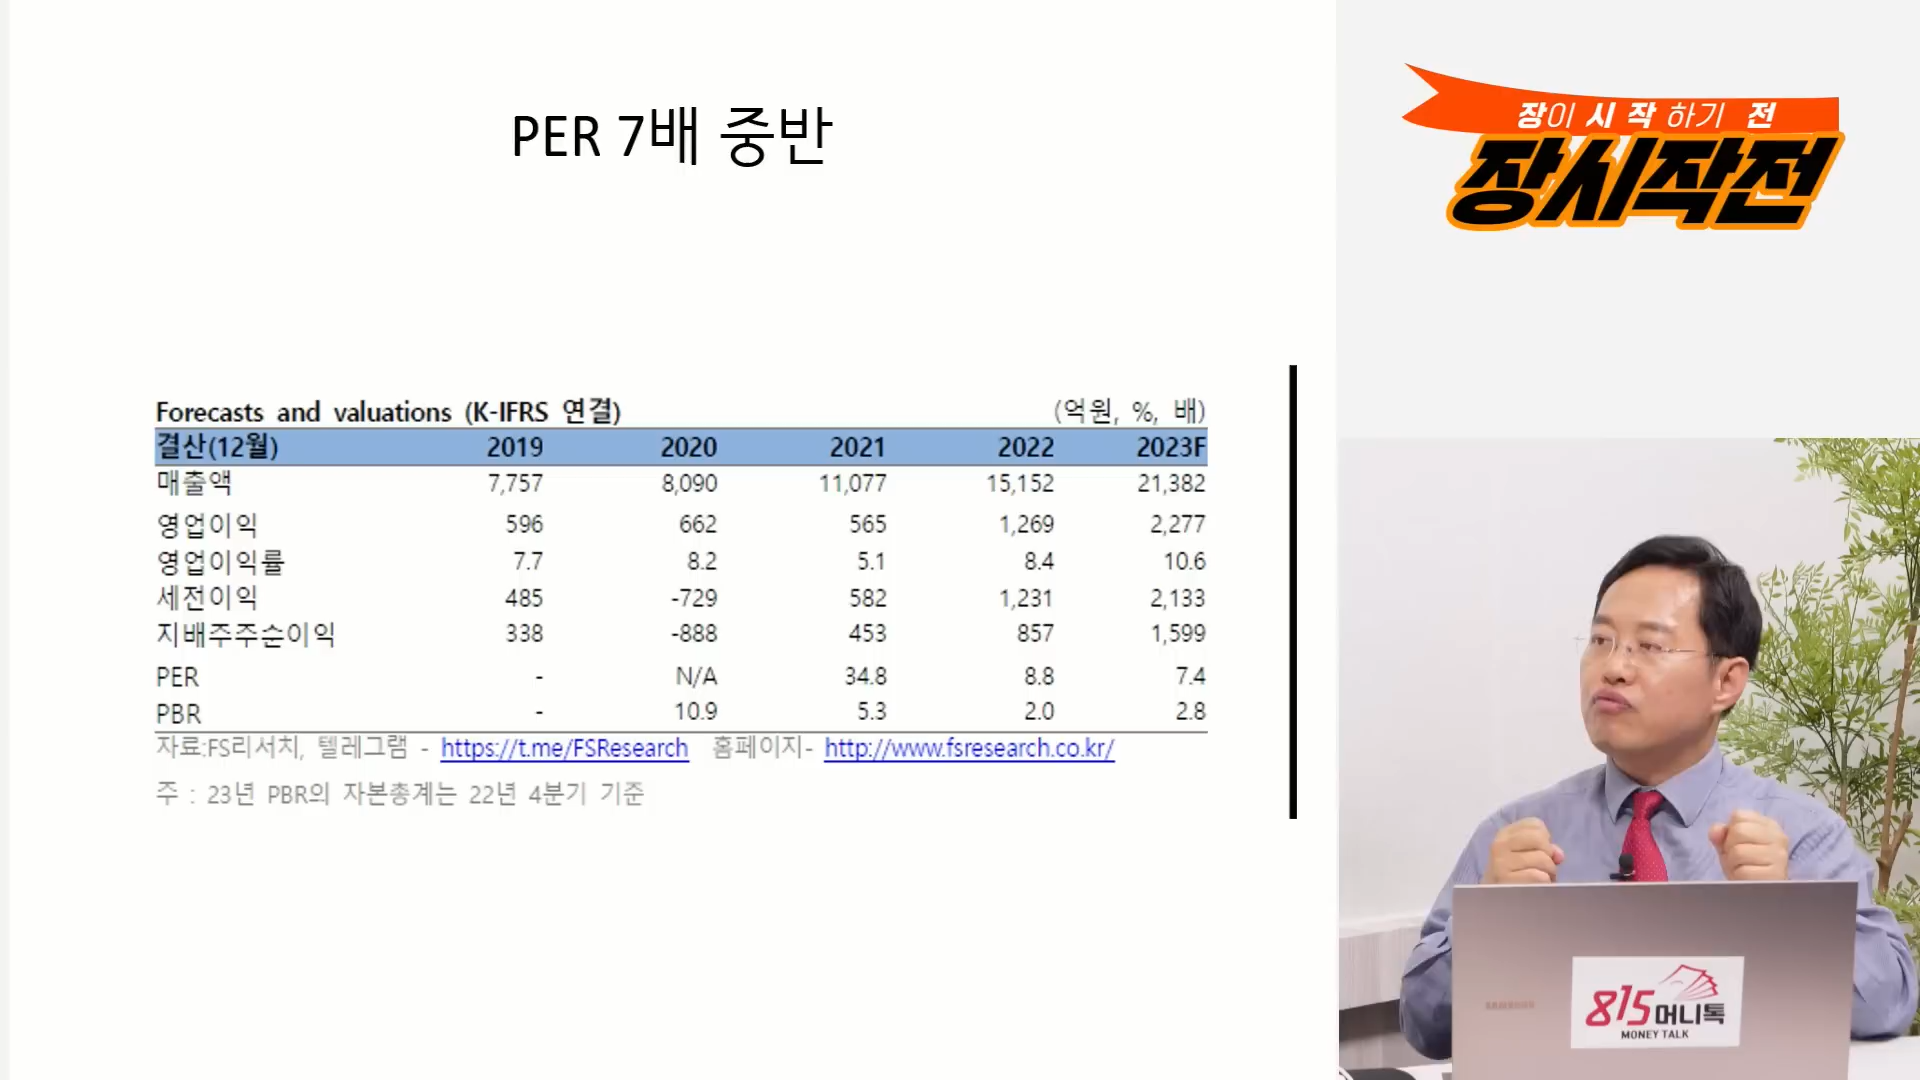 PER 7배 중반
장이 시작하기 전
장시작전
Forecasts and valuations (K-IFRS 연결) (억원, %, 배)
결산(12월) 2019 2020 2021 2022 2023F
매출액 7,757 8,090 11,077 15,152 21,382
영업이익 596 662 565 1,269 2,277
영업이익률 7.7 8.2 5.1 8.4 10.6
세전이익 485 -729 582 1,231 2,133
지배주주순이익 338 -888 453 857 1,599
PER - N/A 34.8 8.8 7.4
PBR - 10.9 5.3 2.0 2.8
자료:FS리서치, 텔레그램 - https://t.me/FSResearch 홈페이지- http://www.fsresearch.co.kr/
주 : 23년 PBR의 자본총계는 22년 4분기 기준
SAMSUNG
815머니톡
MONEY TALK